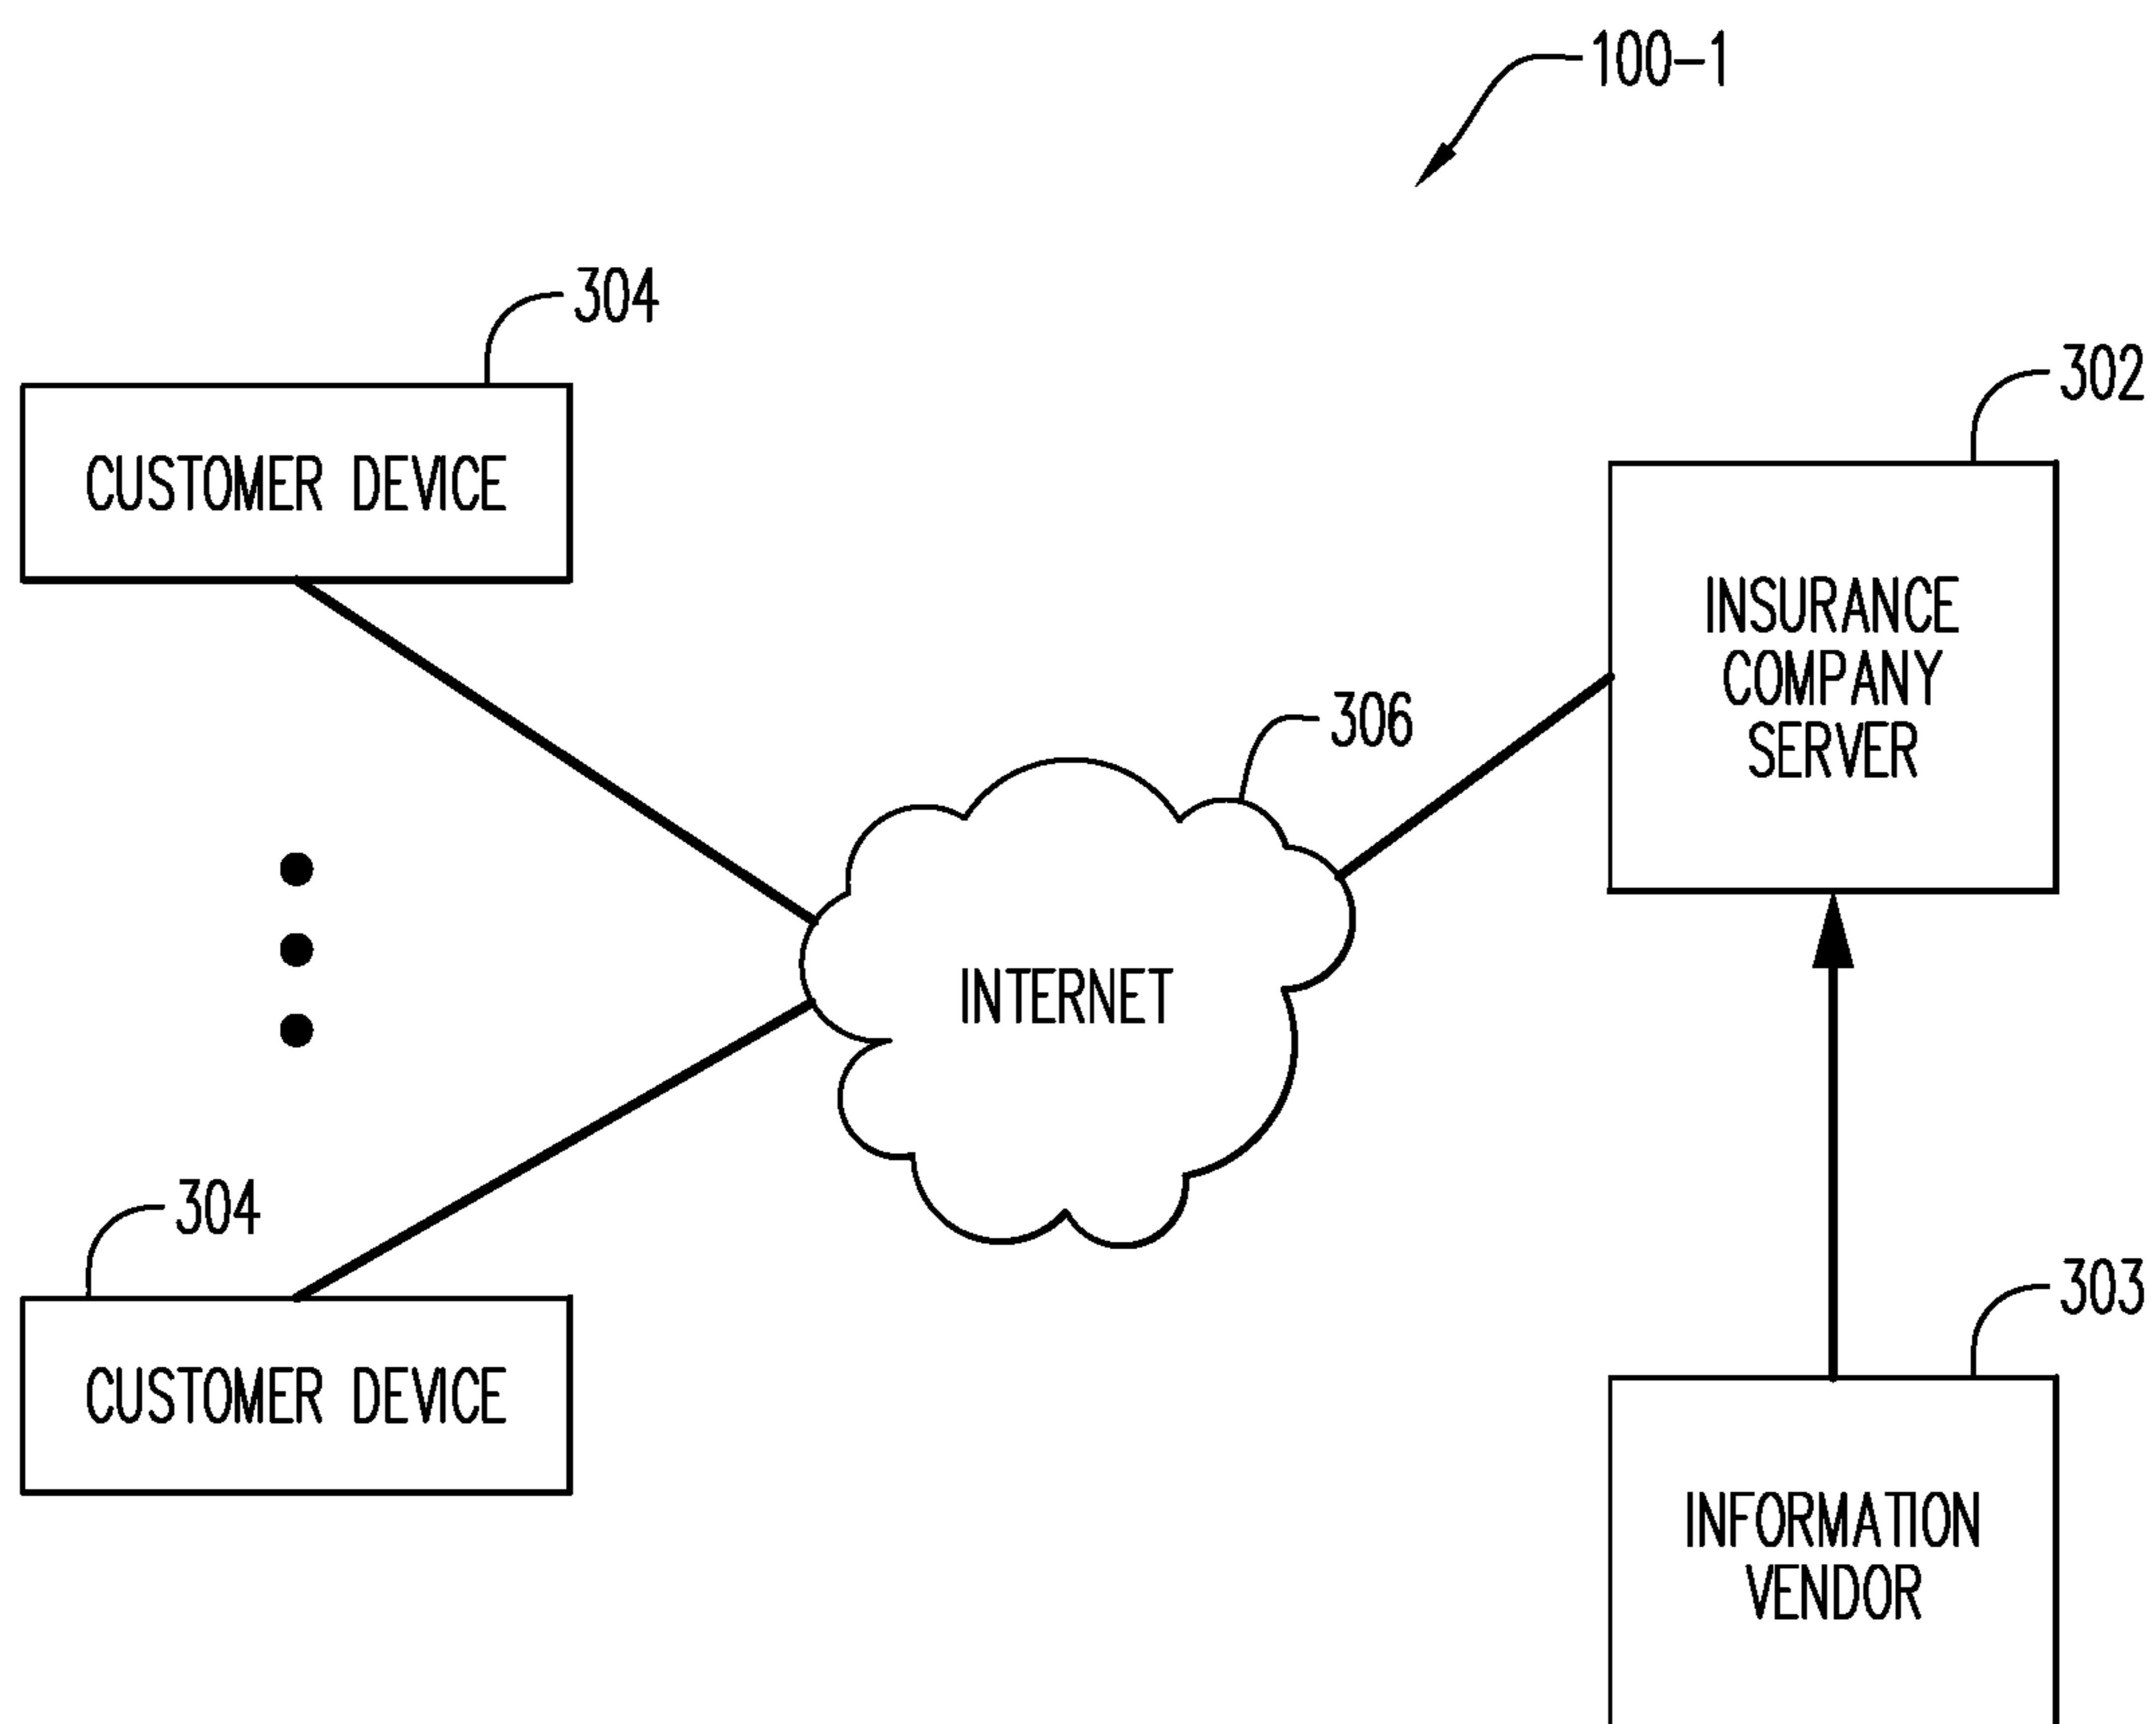 100-1
304
CUSTOMER DEVICE
302
INSURANCE
COMPANY
SERVER
306
INTERNET
304
CUSTOMER DEVICE
303
INFORMATION
VENDOR